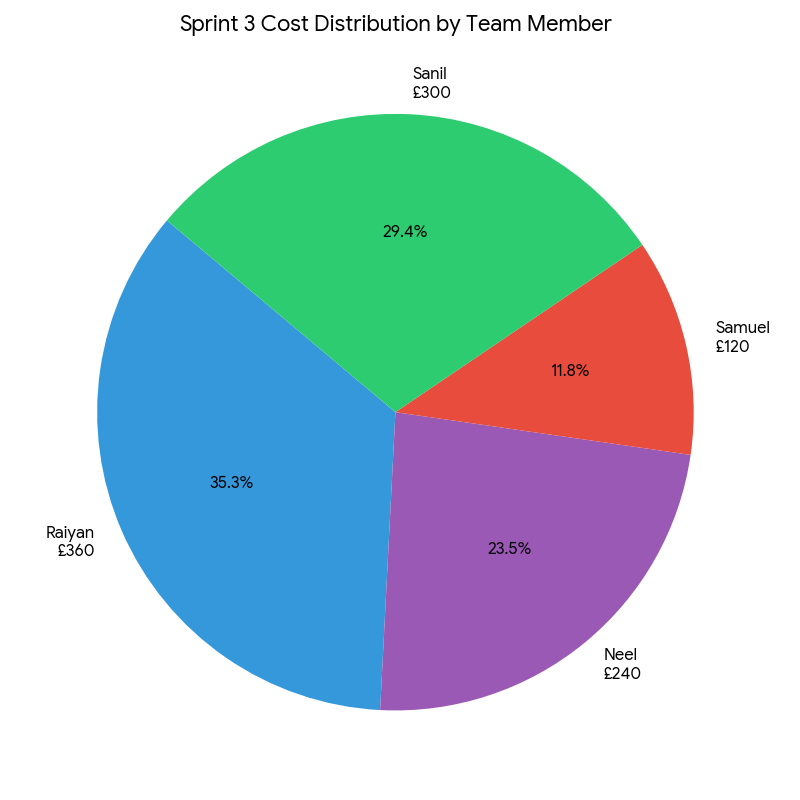 Sprint 3 Cost Distribution by Team Member
Sanil
£300
29.4%
Samuel
£120
11.8%
35.3%
Raiyan
£360
23.5%
Neel
£240